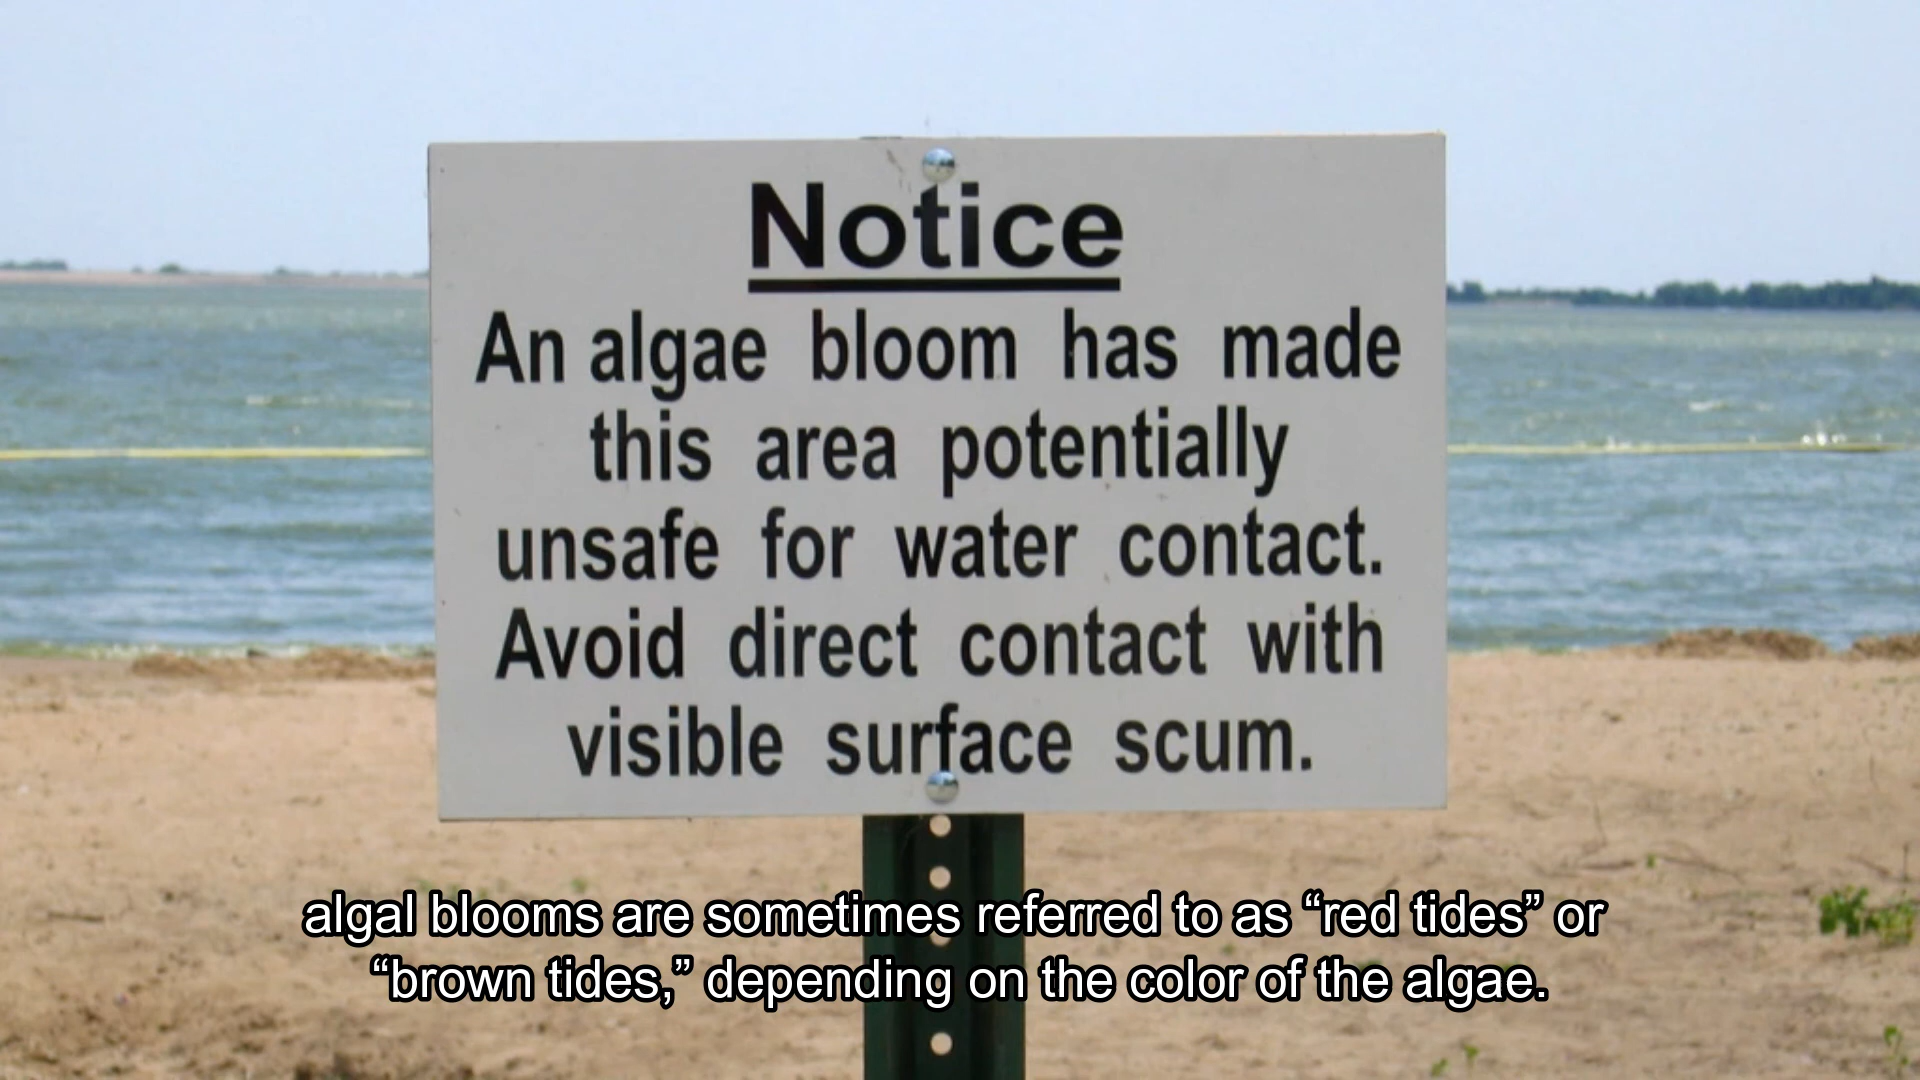 Notice
An algae bloom has made
this area potentially
unsafe for water contact.
Avoid direct contact with
visible surface scum.
algal blooms are sometimes referred to as “red tides” or
“brown tides,” depending on the color of the algae.